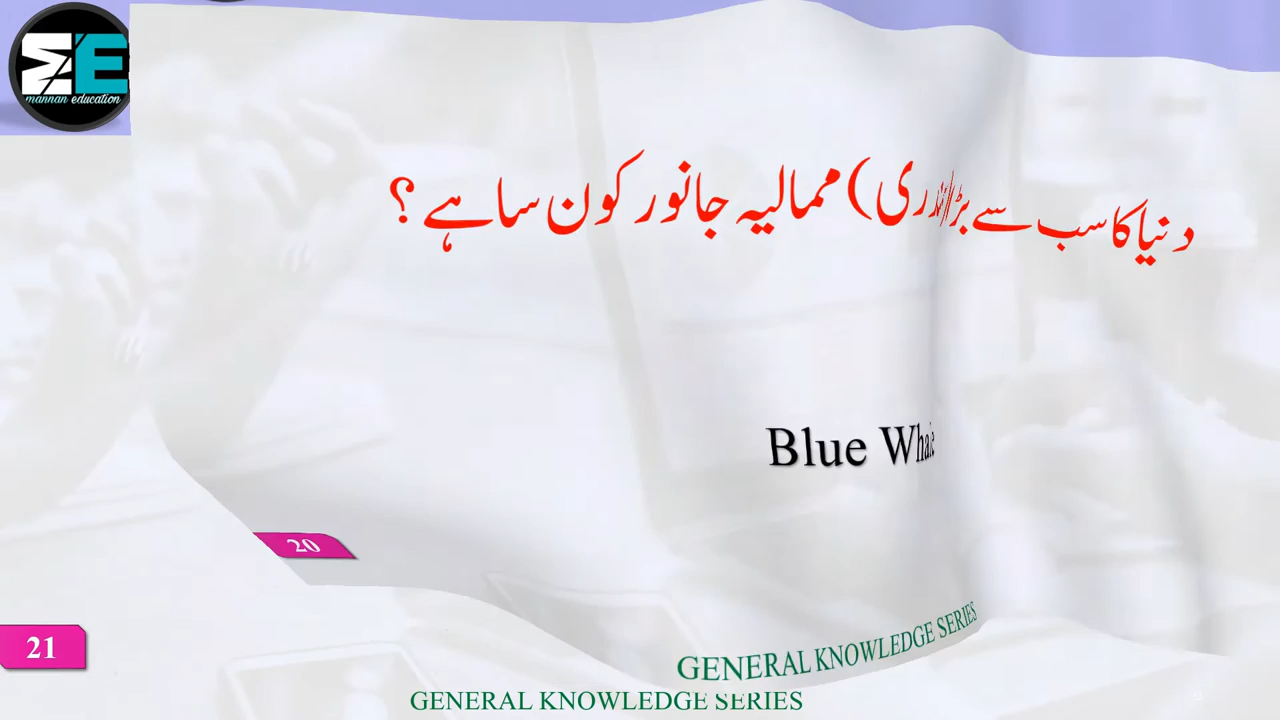 mannan education
دنیا کا سب سے بڑا (سمندری) ممالیہ جانور کون سا ہے ؟
Blue Whale
20
GENERAL KNOWLEDGE SERIES
21
GENERAL KNOWLEDGE SERIES